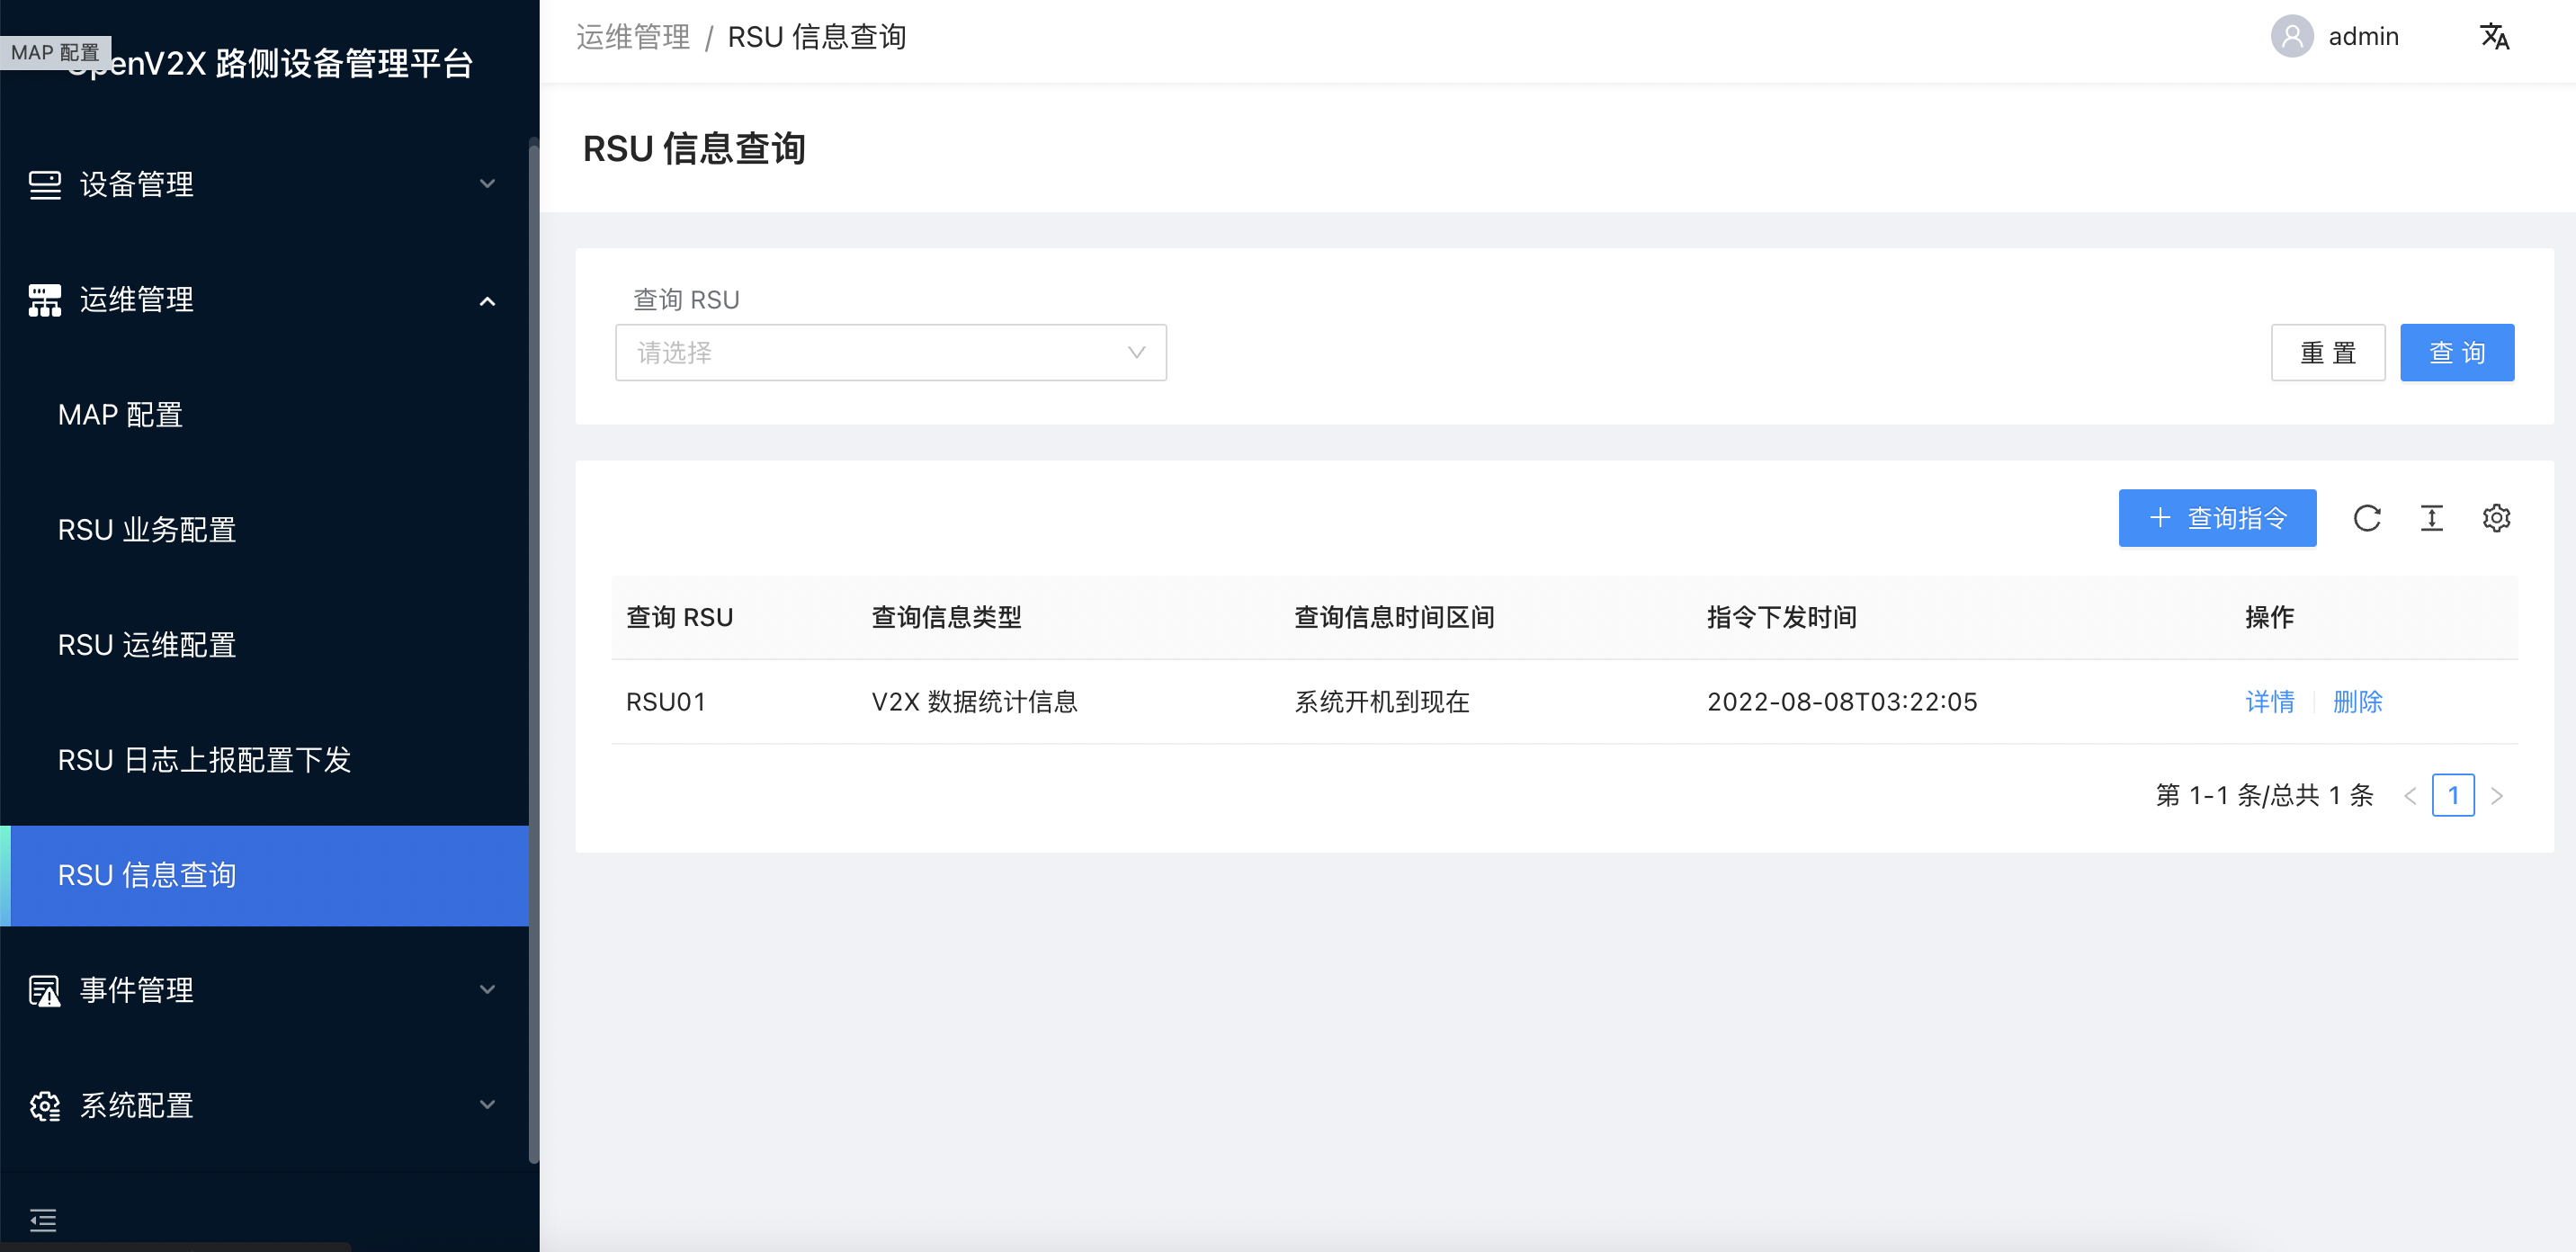 MAP 配置
OpenV2X 路侧设备管理平台
设备管理
运维管理
MAP 配置
RSU 业务配置
RSU 运维配置
RSU 日志上报配置下发
RSU 信息查询
事件管理
系统配置
运维管理 / RSU 信息查询
admin
RSU 信息查询
查询 RSU
请选择
重 置
查 询
查询指令
查询 RSU 查询信息类型 查询信息时间区间 指令下发时间 操作
RSU01 V2X 数据统计信息 系统开机到现在 2022-08-08T03:22:05 详情 删除
第 1-1 条/总共 1 条 < 1 >